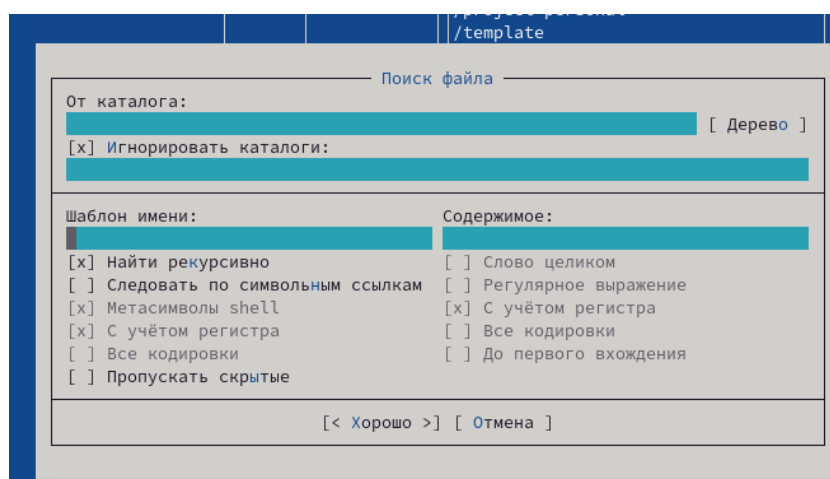 /template
Поиск файла
От каталога:
[ Дерево ]
[x] Игнорировать каталоги:
Шаблон имени:
Содержимое:
[x] Найти рекурсивно
[ ] Слово целиком
[ ] Следовать по символьным ссылкам
[ ] Регулярное выражение
[x] Метасимволы shell
[x] С учётом регистра
[x] С учётом регистра
[ ] Все кодировки
[ ] Все кодировки
[ ] До первого вхождения
[ ] Пропускать скрытые
[< Хорошо >] [ Отмена ]